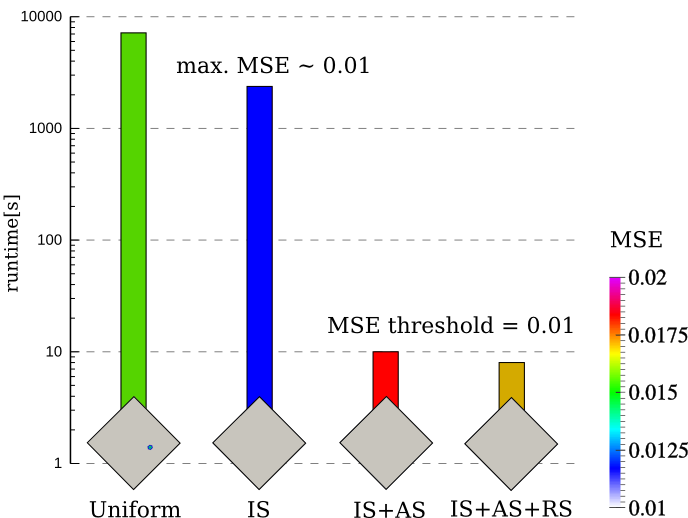 10000
max. MSE ~ 0.01
1000
runtime[s]
100
MSE
0.02
MSE threshold = 0.01
0.0175
10
0.015
0.0125
1
0.01
Uniform IS IS+AS IS+AS+RS